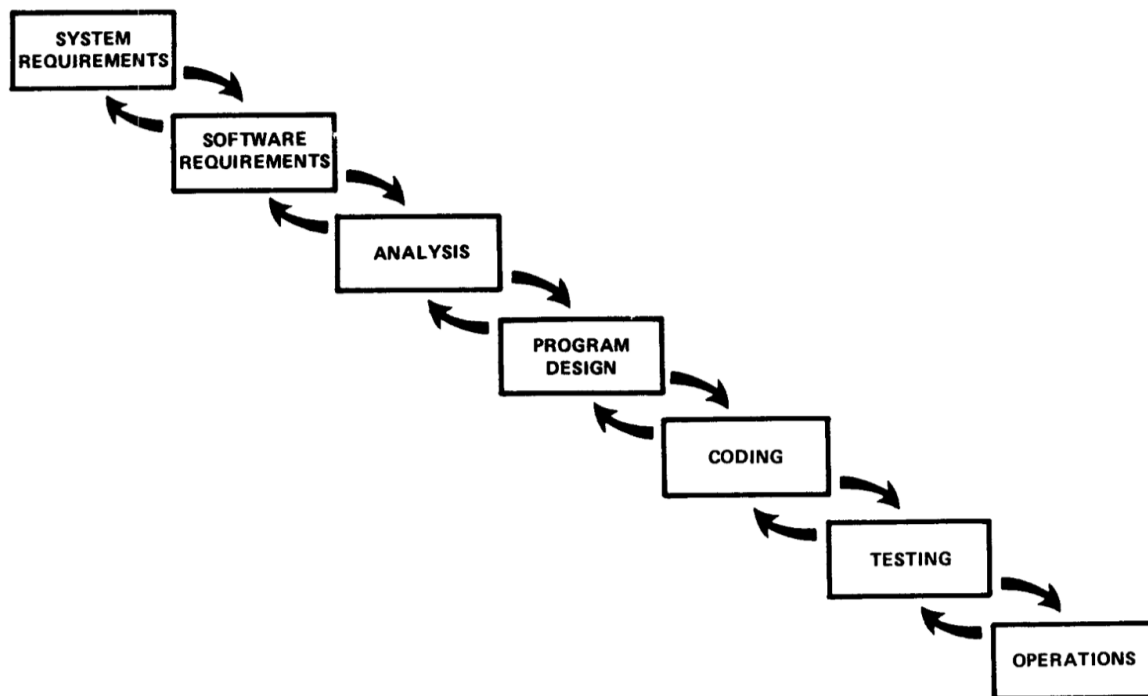 SYSTEM
REQUIREMENTS
SOFTWARE
REQUIREMENTS
ANALYSIS
PROGRAM
DESIGN
CODING
TESTING
OPERATIONS